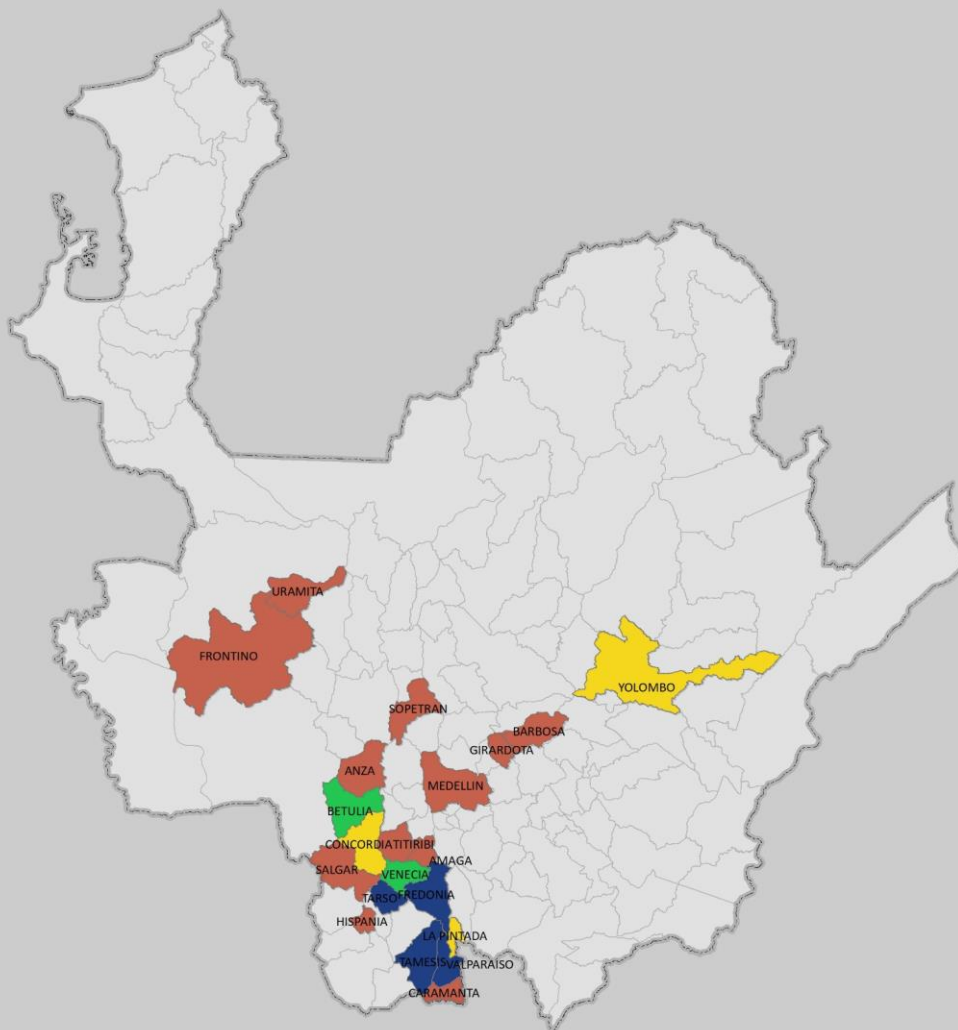 URAMITA
FRONTINO
YOLOMBO
SOPETRAN
BARBOSA
GIRARDOTA
ANZA
MEDELLIN
BETULIA
CONCORDIA
TITIRIBI
AMAGA
SALGAR
VENECIA
TARSO
FREDONIA
HISPANIA
LA PINTADA
TAMESIS
VALPARAISO
CARAMANTA